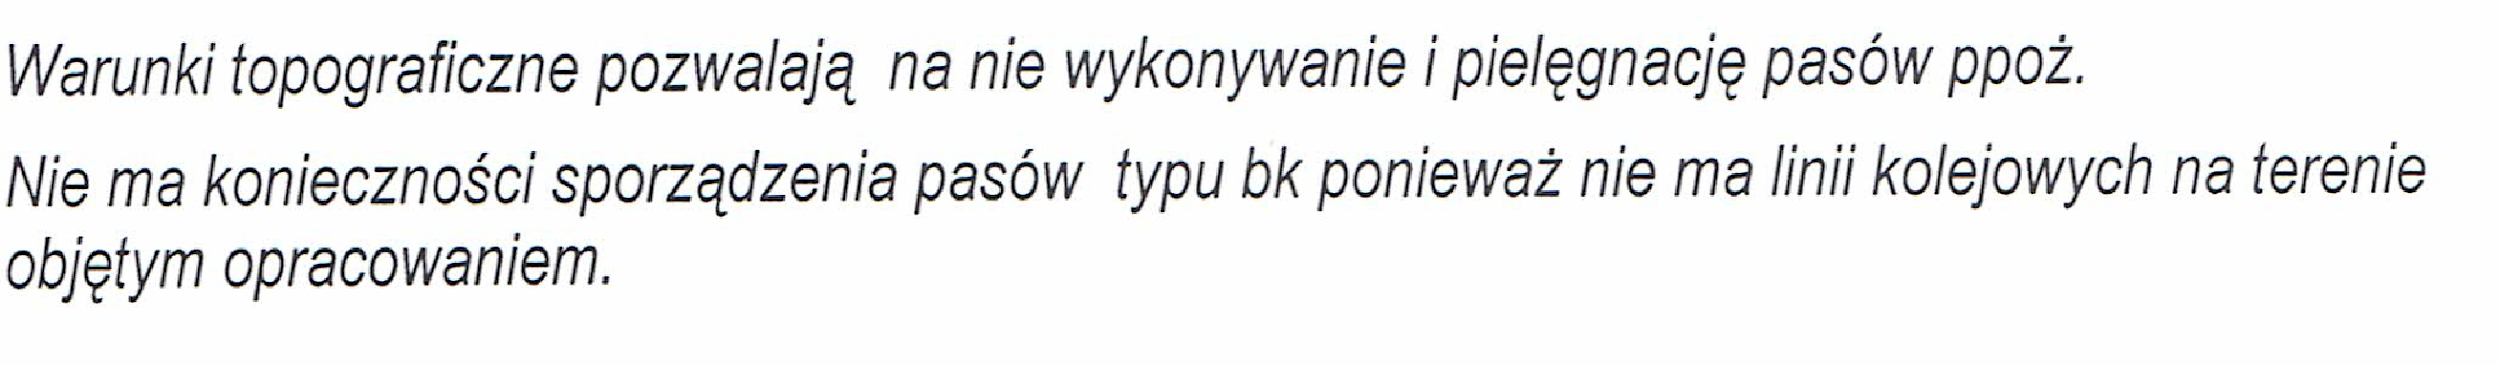 Warunki topograficzne pozwalają na nie wykonywanie i pielęgnację pasów ppoż.
Nie ma konieczności sporządzenia pasów typu bk ponieważ nie ma linii kolejowych na terenie
objętym opracowaniem.